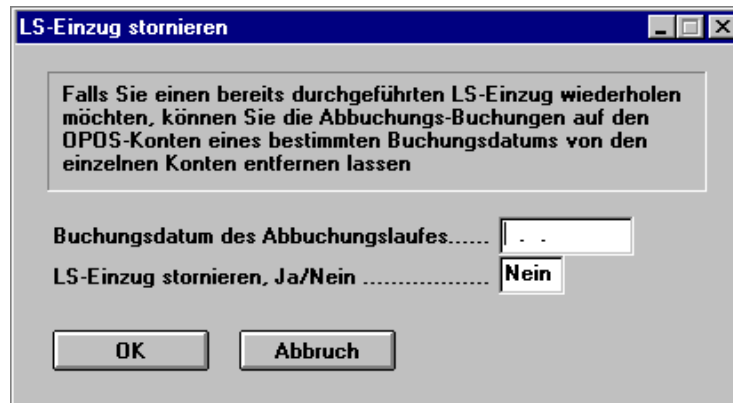 LS-Einzug stornieren
Falls Sie einen bereits durchgeführten LS-Einzug wiederholen
möchten, können Sie die Abbuchungs-Buchungen auf den
OPOS-Konten eines bestimmten Buchungsdatums von den
einzelnen Konten entfernen lassen
Buchungsdatum des Abbuchungslaufes...... . .
LS-Einzug stornieren, Ja/Nein .................. Nein
OK Abbruch